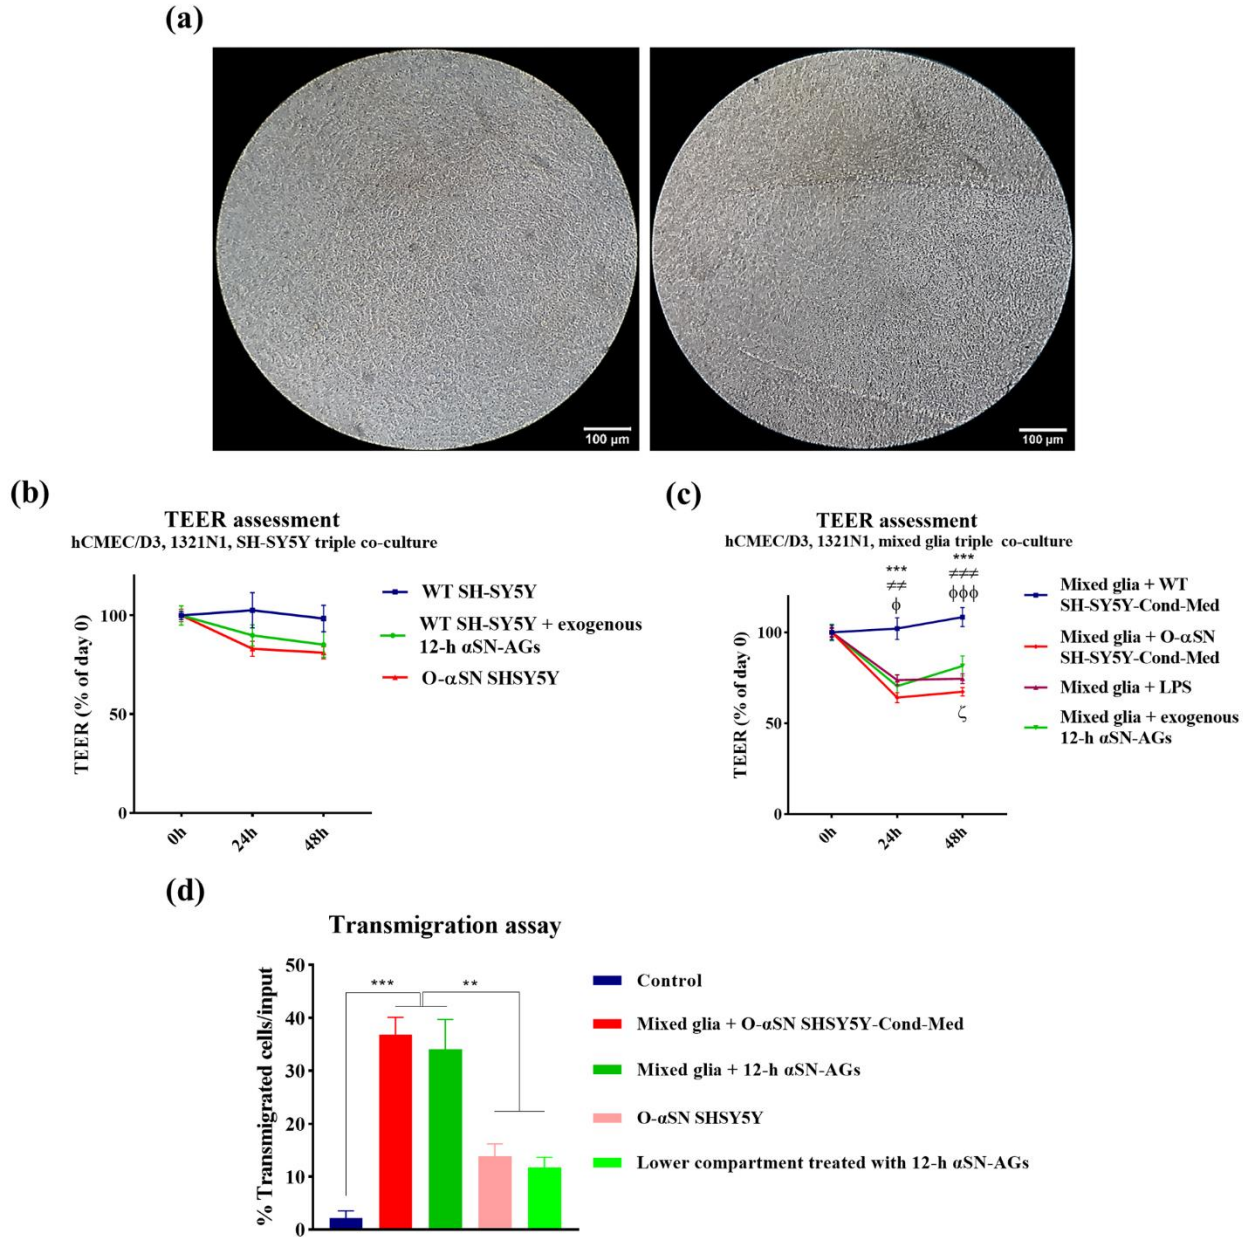 (a)
100 μm
100 μm
(b)
TEER assessment
hCMEC/D3, 1321N1, SH-SY5Y triple co-culture
TEER (% of day 0)
100
50
0
0h
24h
48h
WT SH-SY5Y
WT SH-SY5Y + exogenous
12-h αSN-AGs
O-αSN SHSY5Y
(c)
TEER assessment
hCMEC/D3, 1321N1, mixed glia triple co-culture
TEER (% of day 0)
100
50
0
***
≠≠
ϕ
***
≠≠≠
ϕϕϕ
ζ
0h
24h
48h
Mixed glia + WT
SH-SY5Y-Cond-Med
Mixed glia + O-αSN
SH-SY5Y-Cond-Med
Mixed glia + LPS
Mixed glia + exogenous
12-h αSN-AGs
(d)
Transmigration assay
% Transmigrated cells/input
50
40
30
20
10
0
***
**
Control
Mixed glia + O-αSN SHSY5Y-Cond-Med
Mixed glia + 12-h αSN-AGs
O-αSN SHSY5Y
Lower compartment treated with 12-h αSN-AGs